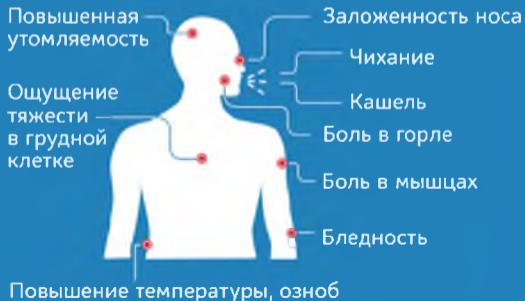 Повышенная
утомляемость
Ощущение
тяжести
в грудной
клетке
Заложенность носа
Чихание
Кашель
Боль в горле
Боль в мышцах
Бледность
Повышение температуры, озноб